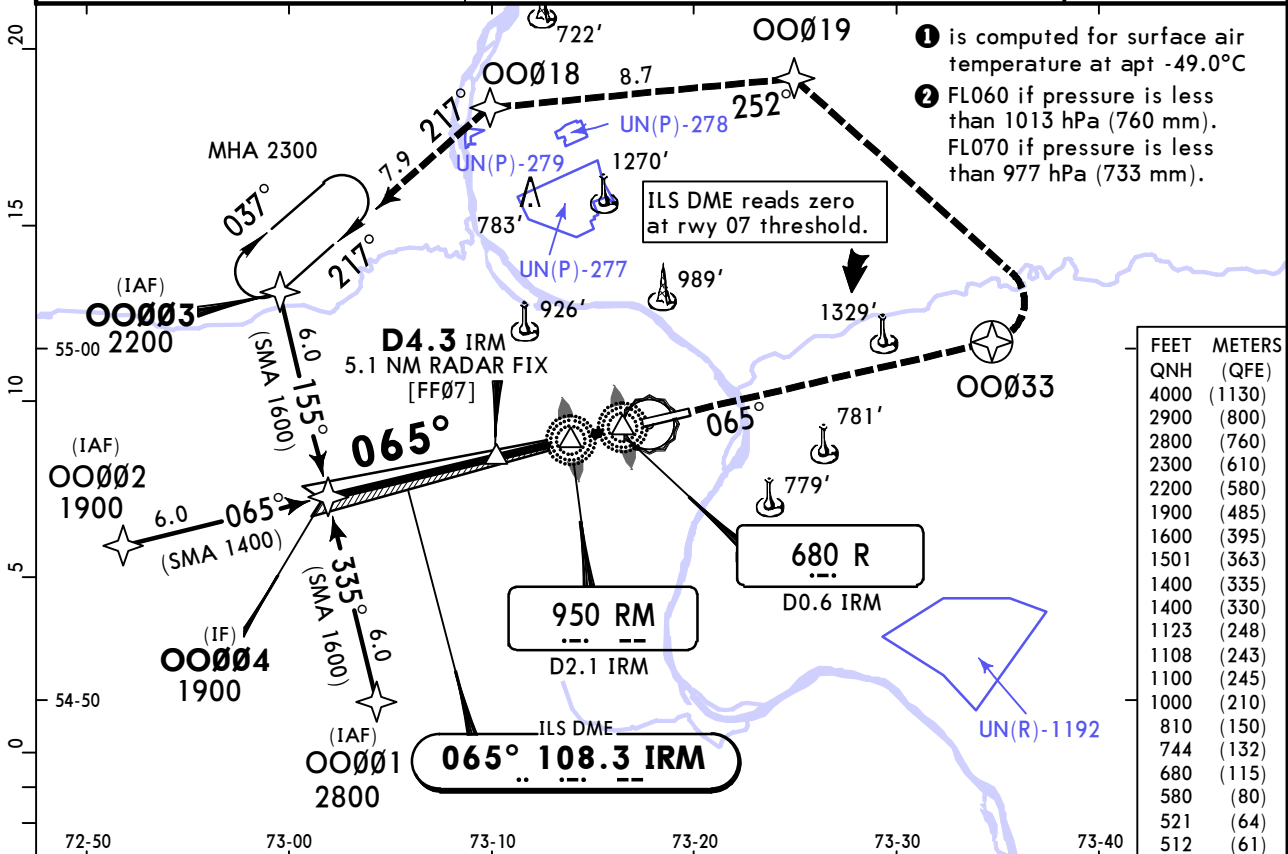 20
15
10
5
0
722'
OOØ19
OOØ18
8.7
252°
217°
7.9
❶ is computed for surface air
temperature at apt -49.0°C
❷ FL060 if pressure is less
than 1013 hPa (760 mm).
FL070 if pressure is less
than 977 hPa (733 mm).
MHA 2300
037°
217°
UN(P)-278
UN(P)-279
1270'
783'
UN(P)-277
ILS DME reads zero
at rwy 07 threshold.
989'
926'
1329'
(IAF)
OOØØ3
2200
6.0
155°
(SMA 1600)
55-00
D4.3 IRM
5.1 NM RADAR FIX
[FFØ7]
065°
OOØ33
065°
781'
779'
(IAF)
OOØØ2
1900
6.0
065°
(SMA 1400)
335°
6.0
(SMA 1600)
(IF)
OOØØ4
1900
680 R
·–·
D0.6 IRM
950 RM
·–· ––
D2.1 IRM
54-50
(IAF)
OOØØ1
2800
ILS DME
065° 108.3 IRM
·· ·–· ––
UN(R)-1192
72-50
73-00
73-10
73-20
73-30
73-40
FEET METERS
QNH (QFE)
4000 (1130)
2900 (800)
2800 (760)
2300 (610)
2200 (580)
1900 (485)
1600 (395)
1501 (363)
1400 (335)
1400 (330)
1123 (248)
1108 (243)
1100 (245)
1000 (210)
810 (150)
744 (132)
680 (115)
580 (80)
521 (64)
512 (61)